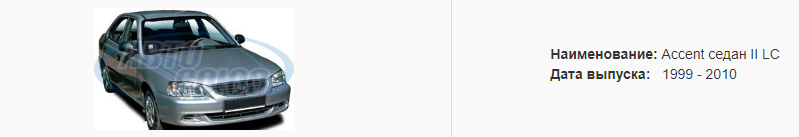 Наименование: Accent седан II LC
Дата выпуска: 1999 - 2010